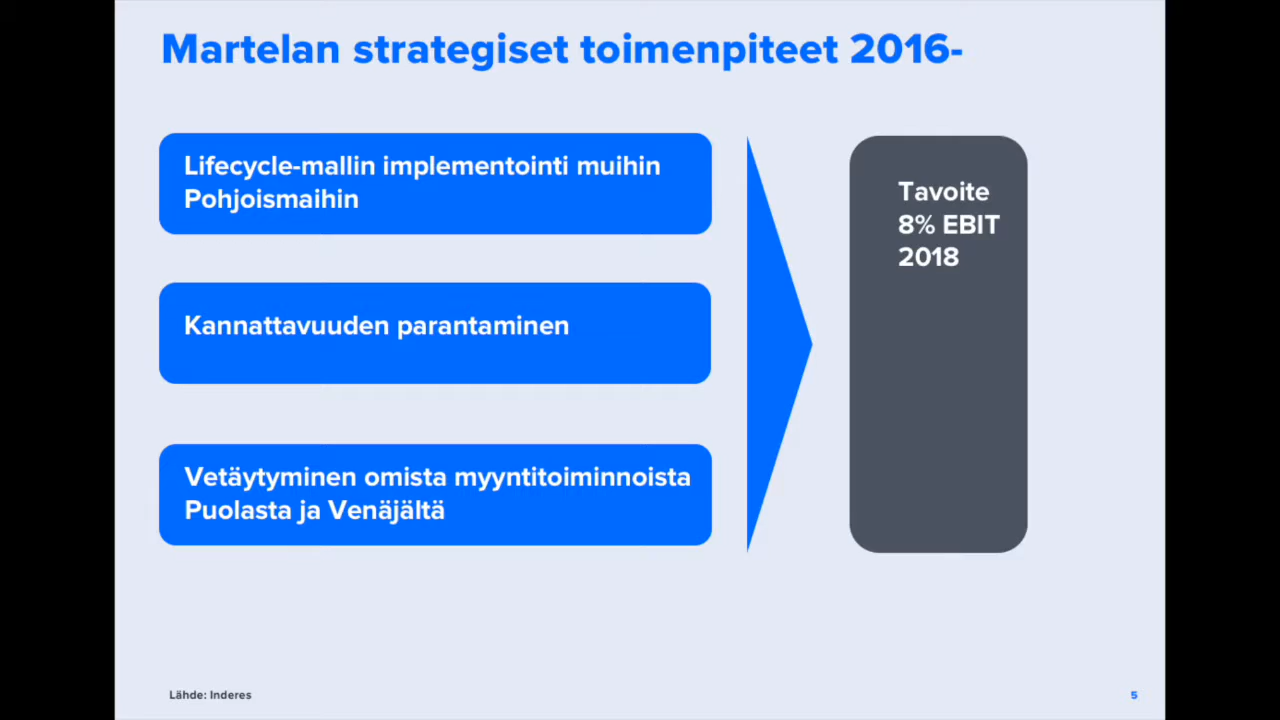 Martelan strategiset toimenpiteet 2016-
Lifecycle-mallin implementointi muihin
Pohjoismaihin
Kannattavuuden parantaminen
Vetäytyminen omista myyntitoiminnoista
Puolasta ja Venäjältä
Tavoite
8% EBIT
2018
Lähde: Inderes
5